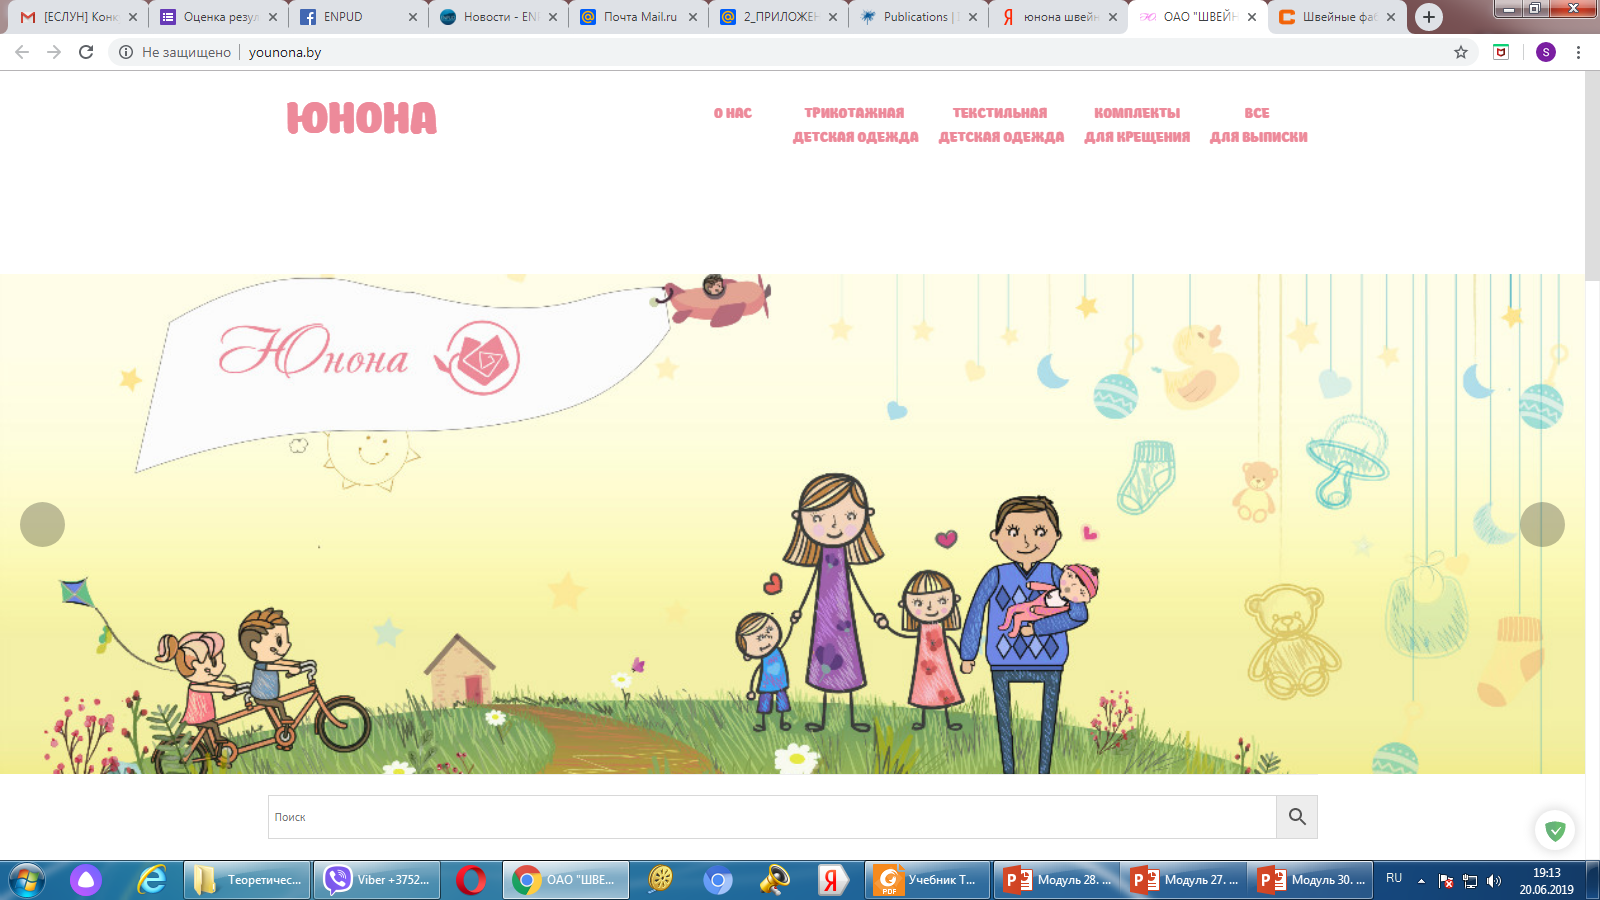 [ЕСЛУН] Конк
Оценка резул
ENPUD
Новости - EN
Почта Mail.ru
2_ПРИЛОЖЕН
Publications |
юнона швейн
ОАО "ШВЕЙН
Швейные фаб
Не защищено
younona.by
S
ЮНОНА
О НАС
ТРИКОТАЖНАЯ
ДЕТСКАЯ ОДЕЖДА
ТЕКСТИЛЬНАЯ
ДЕТСКАЯ ОДЕЖДА
КОМПЛЕКТЫ
ДЛЯ КРЕЩЕНИЯ
ВСЕ
ДЛЯ ВЫПИСКИ
Юнона
Поиск
Теоретичес...
Viber +3752...
ОАО "ШВЕ...
Я
PDF
Учебник Т...
Модуль 28. ...
Модуль 27. ...
Модуль 30. ...
RU
19:13
20.06.2019